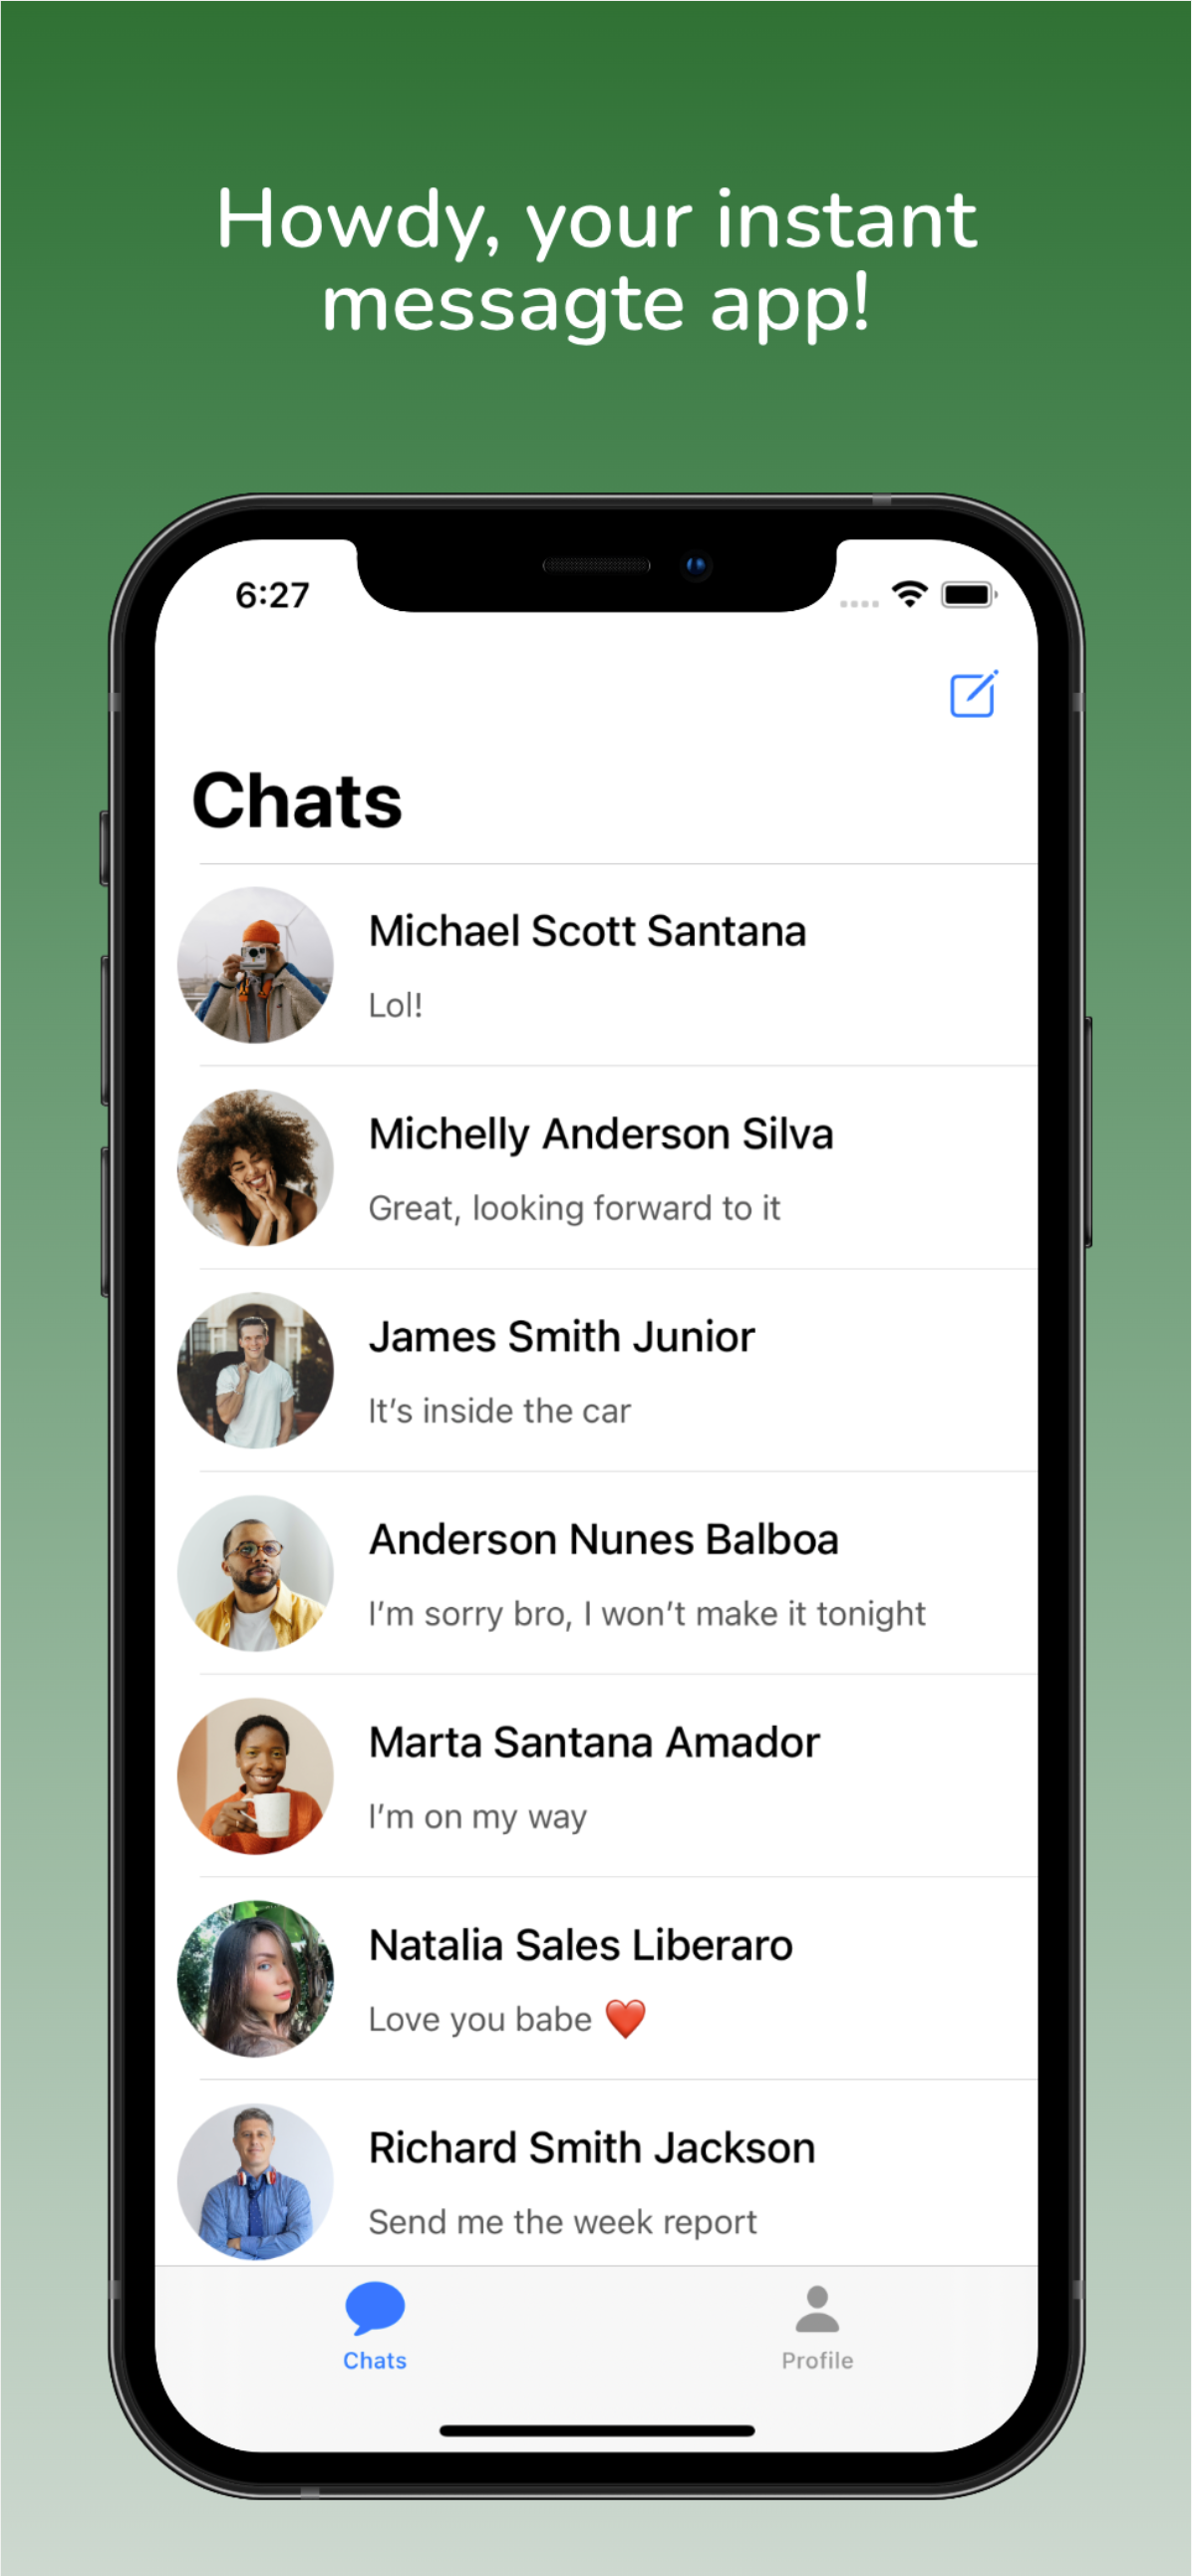 Howdy, your instant
messagte app!
6:27
Chats
Michael Scott Santana
Lol!
Michelly Anderson Silva
Great, looking forward to it
James Smith Junior
It’s inside the car
Anderson Nunes Balboa
I’m sorry bro, I won’t make it tonight
Marta Santana Amador
I’m on my way
Natalia Sales Liberaro
Love you babe ❤️
Richard Smith Jackson
Send me the week report
Chats
Profile